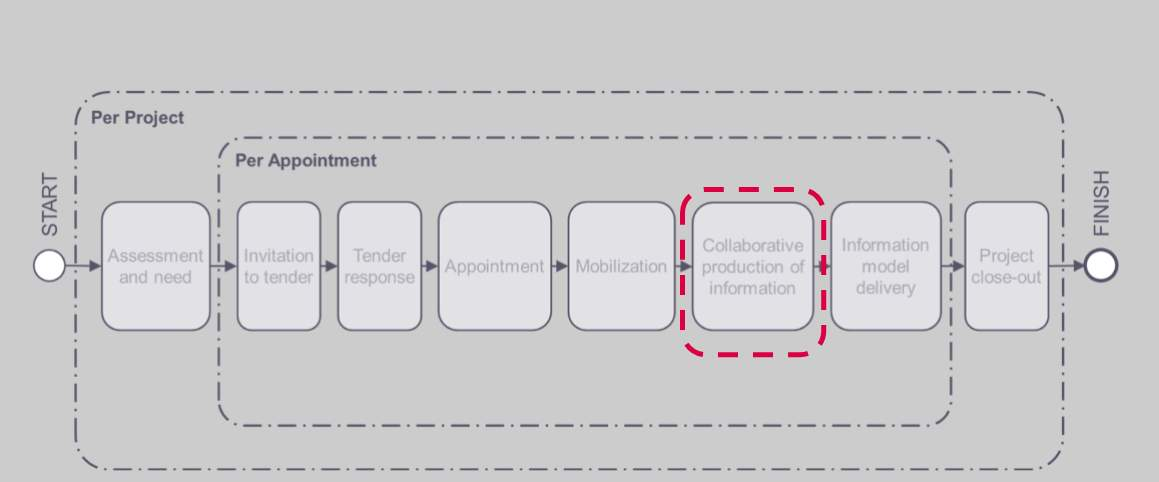 Per Project
Per Appointment
START
Assessment
and need
Invitation
to tender
Tender
response
Appointment
Mobilization
Collaborative
production of
information
Information
model
delivery
Project
close-out
FINISH